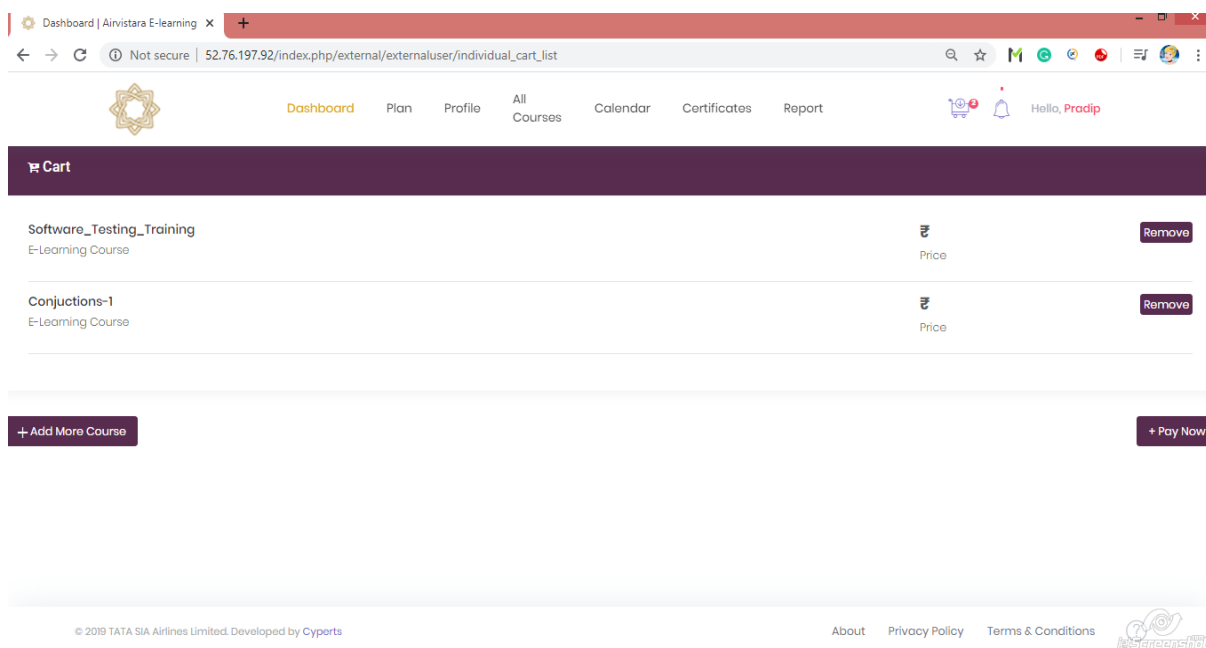 Dashboard | Airvistara E-learning
Not secure | 52.76.197.92/index.php/external/externaluser/individual_cart_list
Dashboard Plan Profile All Courses Calendar Certificates Report 2 Hello, Pradip
Cart
Software_Testing_Training ₹ Remove
E-Learning Course Price
Conjuctions-1 ₹ Remove
E-Learning Course Price
+ Add More Course + Pay Now
© 2019 TATA SIA Airlines Limited. Developed by Cyperts About Privacy Policy Terms & Conditions